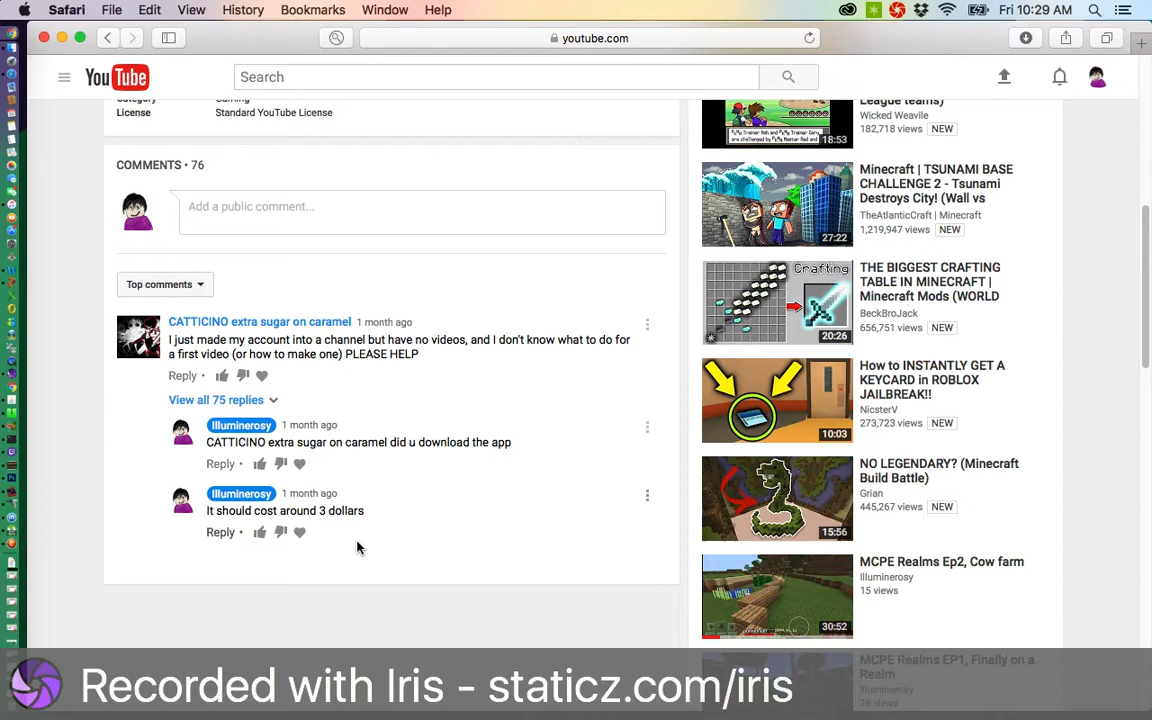 Safari File Edit View History Bookmarks Window Help
Fri 10:29 AM
youtube.com
YouTube
Search
Category Gaming
License Standard YouTube License
COMMENTS • 76
Add a public comment...
Top comments
CATTICINO extra sugar on caramel 1 month ago
I just made my account into a channel but have no videos, and I don't know what to do for
a first video (or how to make one) PLEASE HELP
Reply •
View all 75 replies
Illuminerosy 1 month ago
CATTICINO extra sugar on caramel did u download the app
Reply •
Illuminerosy 1 month ago
It should cost around 3 dollars
Reply •
League teams)
Wicked Weavile
182,718 views NEW
18:53
Minecraft | TSUNAMI BASE
CHALLENGE 2 - Tsunami
Destroys City! (Wall vs
TheAtlanticCraft | Minecraft
1,219,947 views NEW
27:22
Crafting
THE BIGGEST CRAFTING
TABLE IN MINECRAFT |
Minecraft Mods (WORLD
BeckBroJack
656,751 views NEW
20:26
How to INSTANTLY GET A
KEYCARD in ROBLOX
JAILBREAK!!
NicsterV
273,723 views NEW
10:03
NO LEGENDARY? (Minecraft
Build Battle)
Grian
445,267 views NEW
15:56
MCPE Realms Ep2, Cow farm
Illuminerosy
15 views
30:52
MCPE Realms EP1, Finally on a
Realm
Illuminerosy
Recorded with Iris - staticz.com/iris